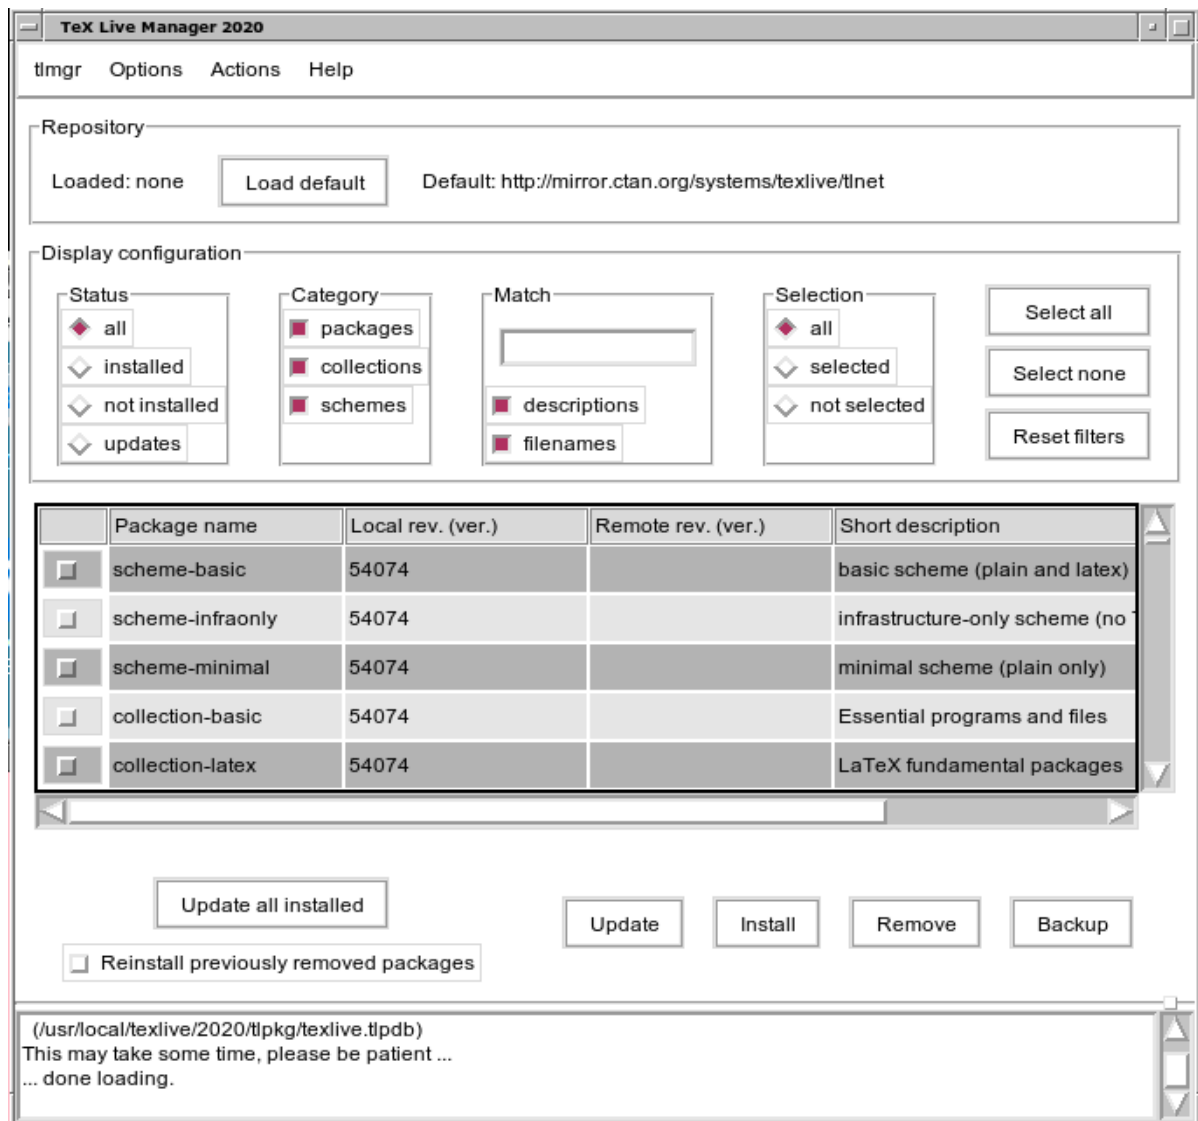 TeX Live Manager 2020
tlmgr Options Actions Help
Repository
Loaded: none Load default Default: http://mirror.ctan.org/systems/texlive/tlnet
Display configuration
Status Category Match Selection
all packages all Select all
installed collections selected Select none
not installed schemes descriptions not selected
updates filenames Reset filters
Package name Local rev. (ver.) Remote rev. (ver.) Short description
scheme-basic 54074 basic scheme (plain and latex)
scheme-infraonly 54074 infrastructure-only scheme (no
scheme-minimal 54074 minimal scheme (plain only)
collection-basic 54074 Essential programs and files
collection-latex 54074 LaTeX fundamental packages
Update all installed Update Install Remove Backup
Reinstall previously removed packages
(/usr/local/texlive/2020/tlpkg/texlive.tlpdb)
This may take some time, please be patient ...
... done loading.